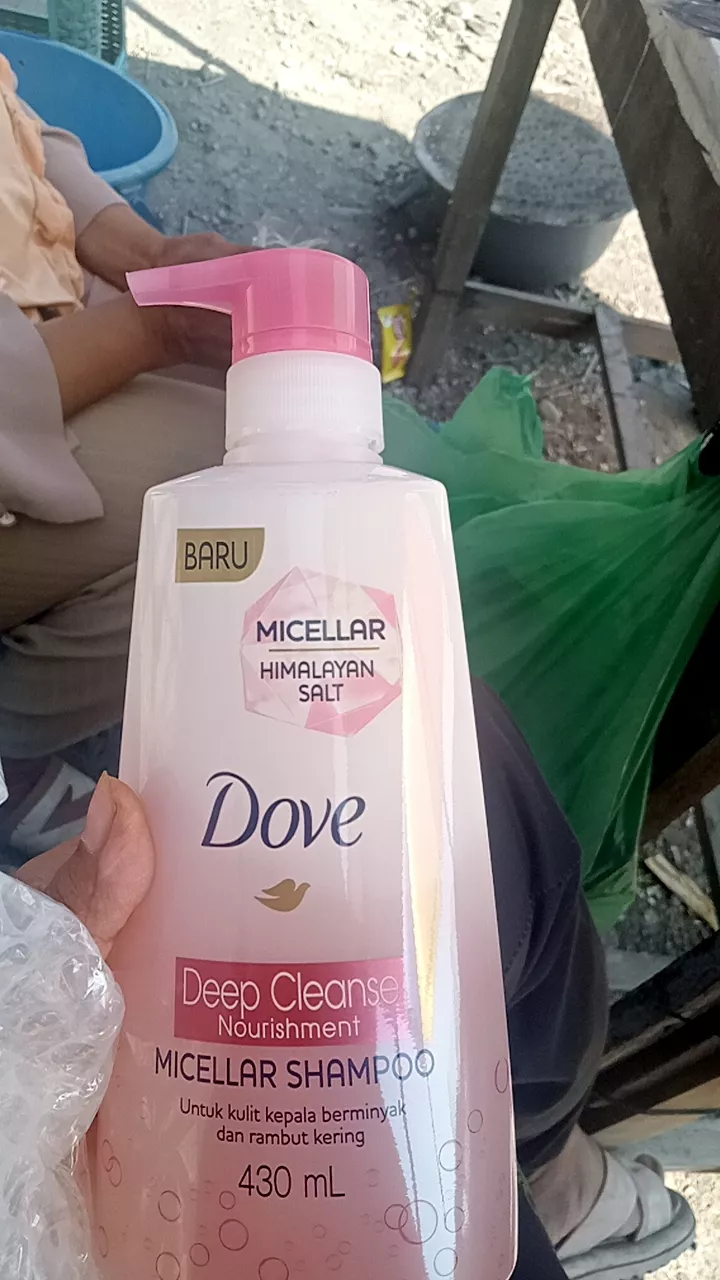 BARU
MICELLAR
HIMALAYAN
SALT
Dove
Deep Cleanse
Nourishment
MICELLAR SHAMPOO
Untuk kulit kepala berminyak
dan rambut kering
430 mL